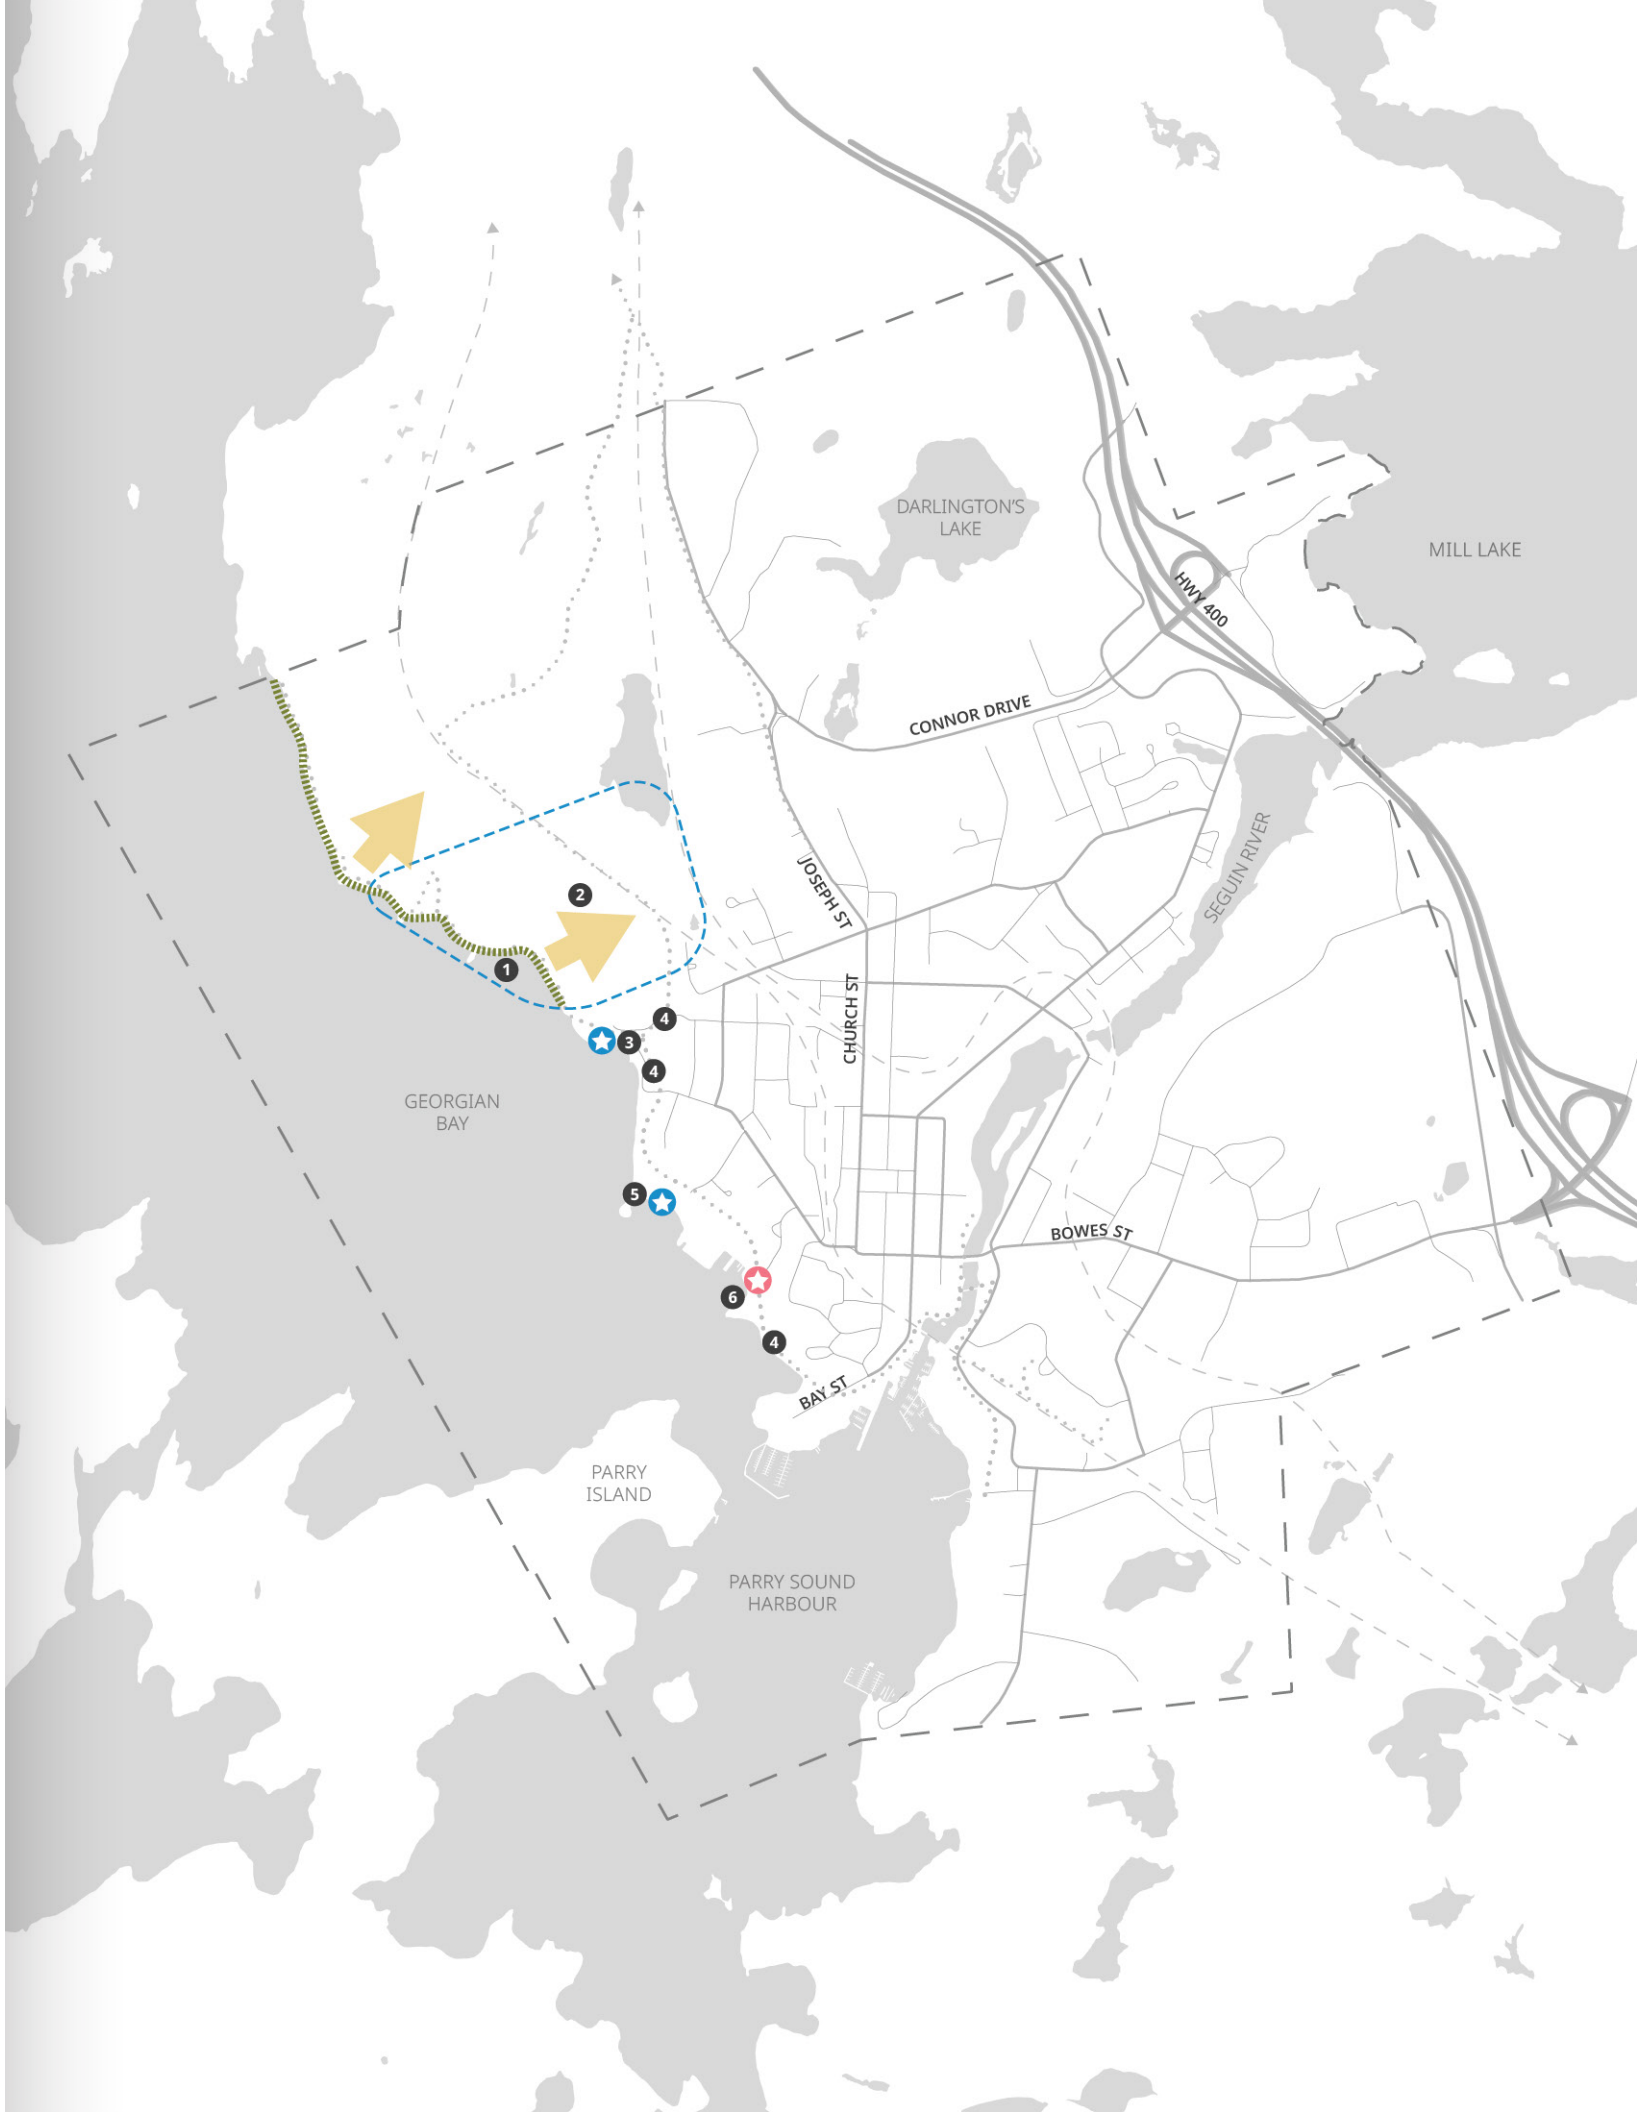 DARLINGTON'S
LAKE
MILL LAKE
HWY 400
CONNOR DRIVE
SEGUIN RIVER
JOSEPH ST
2
1
CHURCH ST
4
3
4
GEORGIAN
BAY
5
BOWES ST
6
4
BAY ST
PARRY
ISLAND
PARRY SOUND
HARBOUR